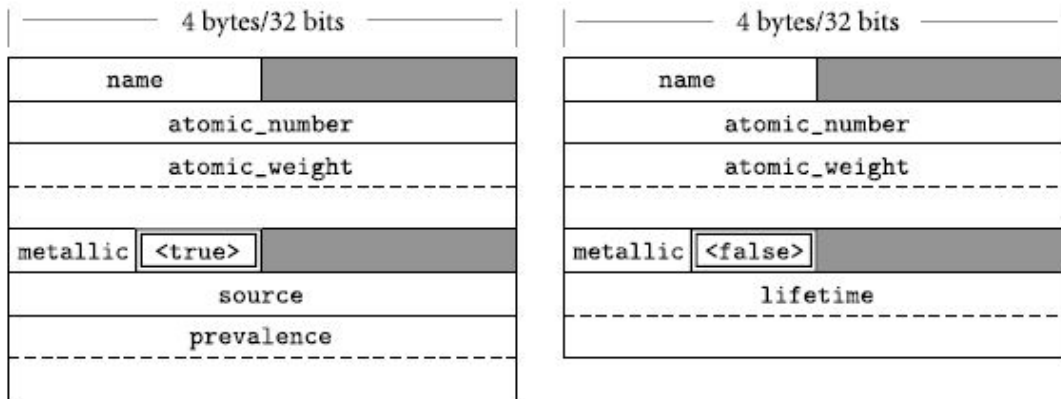 4 bytes/32 bits
name
atomic_number
atomic_weight
metallic <true>
source
prevalence
4 bytes/32 bits
name
atomic_number
atomic_weight
metallic <false>
lifetime